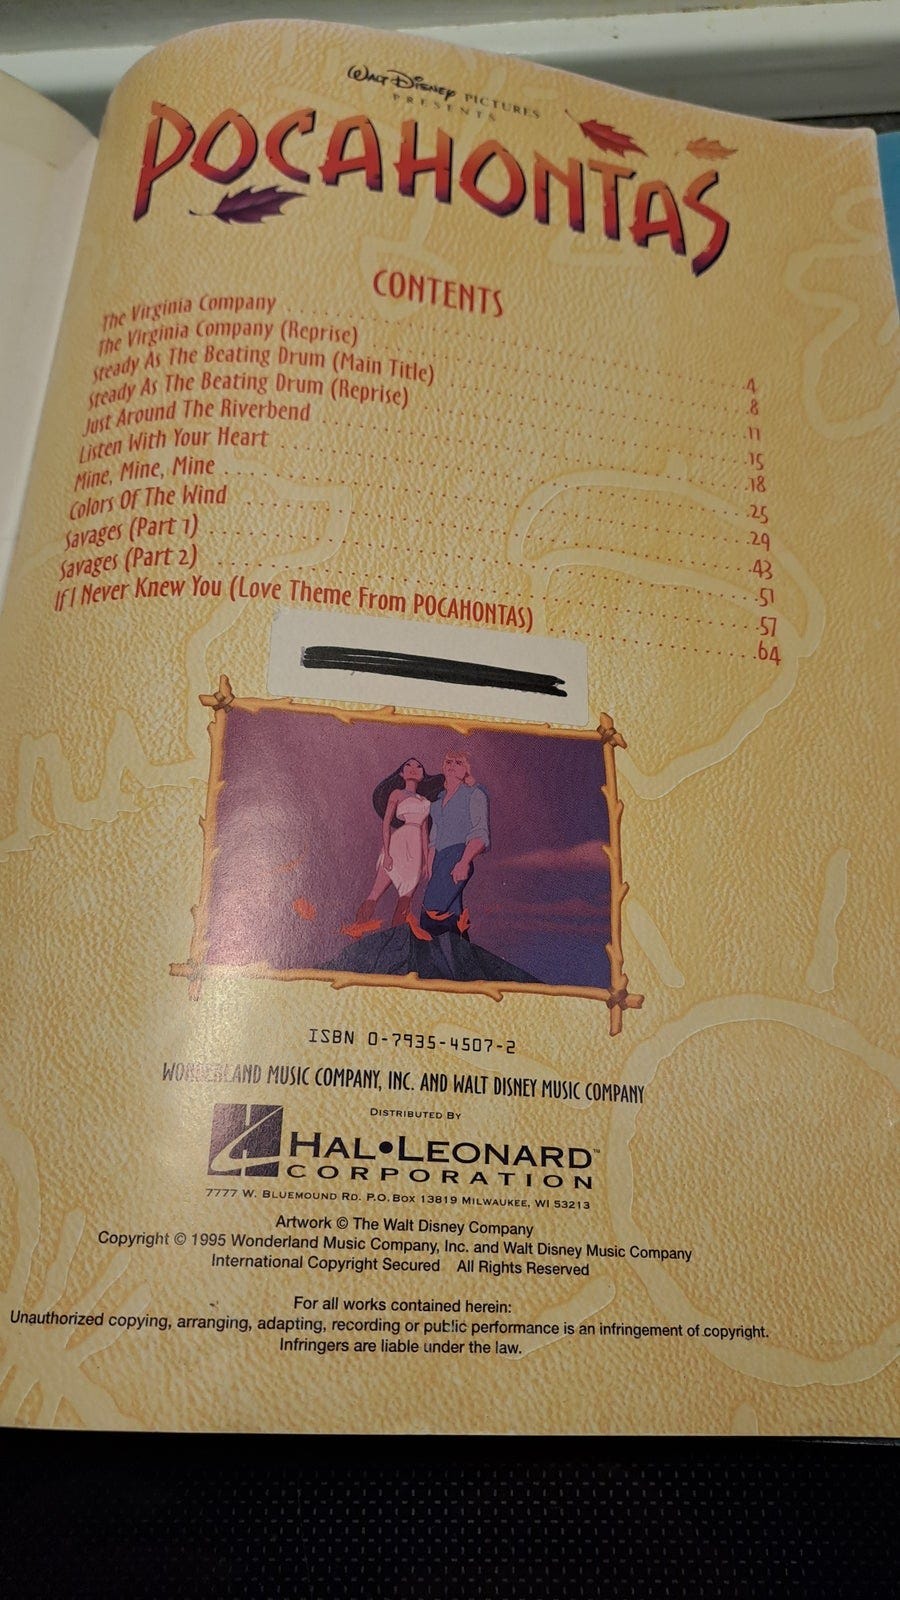 WALT DISNEY PICTURES
PRESENTS
POCAHONTAS
CONTENTS
The Virginia Company . . . . . . . . . . 4
The Virginia Company (Reprise) . . . . . . . . . . 8
Steady As The Beating Drum (Main Title) . . . . . . . . . . 11
Steady As The Beating Drum (Reprise) . . . . . . . . . . 15
Just Around The Riverbend . . . . . . . . . . 18
Listen With Your Heart . . . . . . . . . . 25
Mine, Mine, Mine . . . . . . . . . . 29
Colors Of The Wind . . . . . . . . . . 43
Savages (Part 1) . . . . . . . . . . 51
Savages (Part 2) . . . . . . . . . . 57
If I Never Knew You (Love Theme From POCAHONTAS) . . . . . . . . . . 64
ISBN 0-7935-4507-2
WONDERLAND MUSIC COMPANY, INC. AND WALT DISNEY MUSIC COMPANY
DISTRIBUTED BY
HAL•LEONARD™
CORPORATION
7777 W. BLUEMOUND RD. P.O. BOX 13819 MILWAUKEE, WI 53213
Artwork © The Walt Disney Company
Copyright © 1995 Wonderland Music Company, Inc. and Walt Disney Music Company
International Copyright Secured All Rights Reserved
For all works contained herein:
Unauthorized copying, arranging, adapting, recording or public performance is an infringement of copyright.
Infringers are liable under the law.